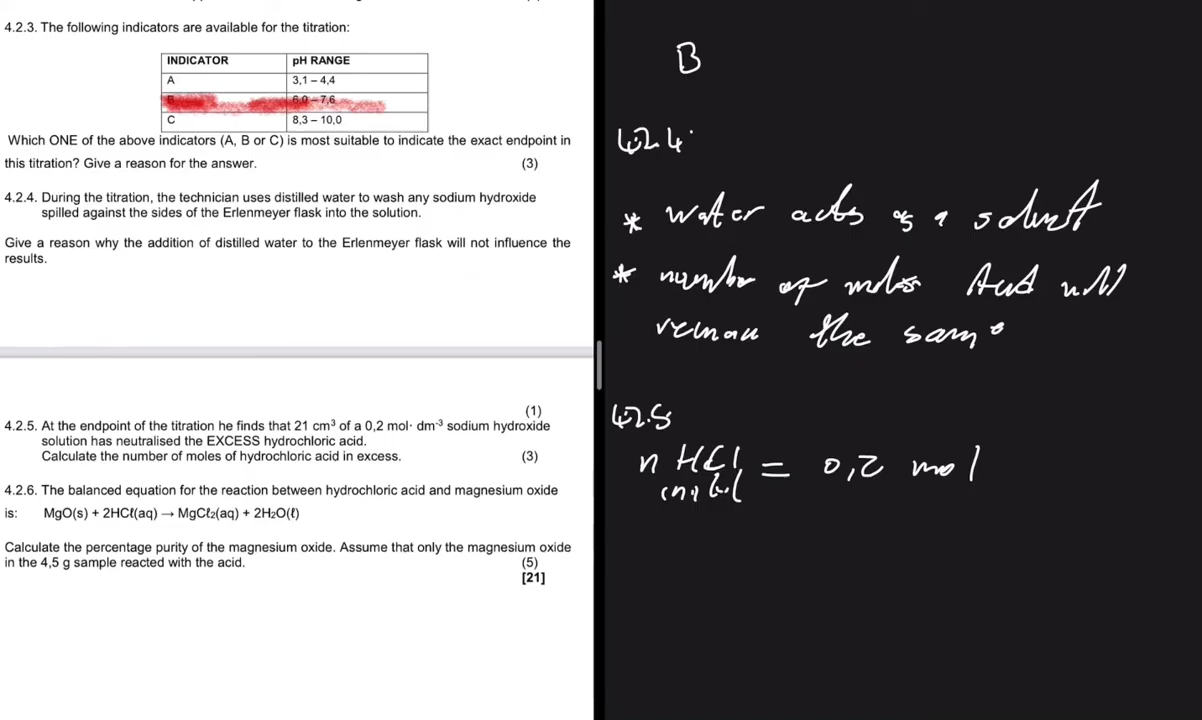 4.2.3. The following indicators are available for the titration:
INDICATOR pH RANGE
A 3,1 – 4,4
B 6,0 – 7,6
C 8,3 – 10,0
Which ONE of the above indicators (A, B or C) is most suitable to indicate the exact endpoint in
this titration? Give a reason for the answer. (3)
4.2.4. During the titration, the technician uses distilled water to wash any sodium hydroxide
spilled against the sides of the Erlenmeyer flask into the solution.
Give a reason why the addition of distilled water to the Erlenmeyer flask will not influence the
results.
(1)
4.2.5. At the endpoint of the titration he finds that 21 cm³ of a 0,2 mol· dm⁻³ sodium hydroxide
solution has neutralised the EXCESS hydrochloric acid.
Calculate the number of moles of hydrochloric acid in excess. (3)
4.2.6. The balanced equation for the reaction between hydrochloric acid and magnesium oxide
is: MgO(s) + 2HCℓ(aq) → MgCℓ₂(aq) + 2H₂O(ℓ)
Calculate the percentage purity of the magnesium oxide. Assume that only the magnesium oxide
in the 4,5 g sample reacted with the acid. (5)
[21]
B
4.2.4
* water acts as a solvent
* number of moles Acid will
remain the same
4.2.5
n HCl = 0,2 mol
initial